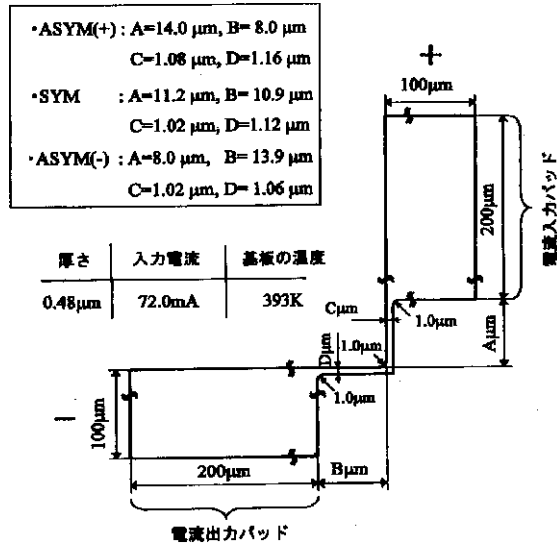 ・ASYM(+) : A=14.0 μm, B= 8.0 μm
C=1.08 μm, D=1.16 μm
・SYM : A=11.2 μm, B= 10.9 μm
C=1.02 μm, D=1.12 μm
・ASYM(-) : A=8.0 μm, B= 13.9 μm
C=1.02 μm, D= 1.06 μm
+
100μm
200μm
電流入力パッド
厚さ 入力電流 基板の温度
0.48μm 72.0mA 393K
Cμm
1.0μm
Aμm
Dμm
1.0μm
1.0μm
−
100μm
200μm
Bμm
電流出力パッド